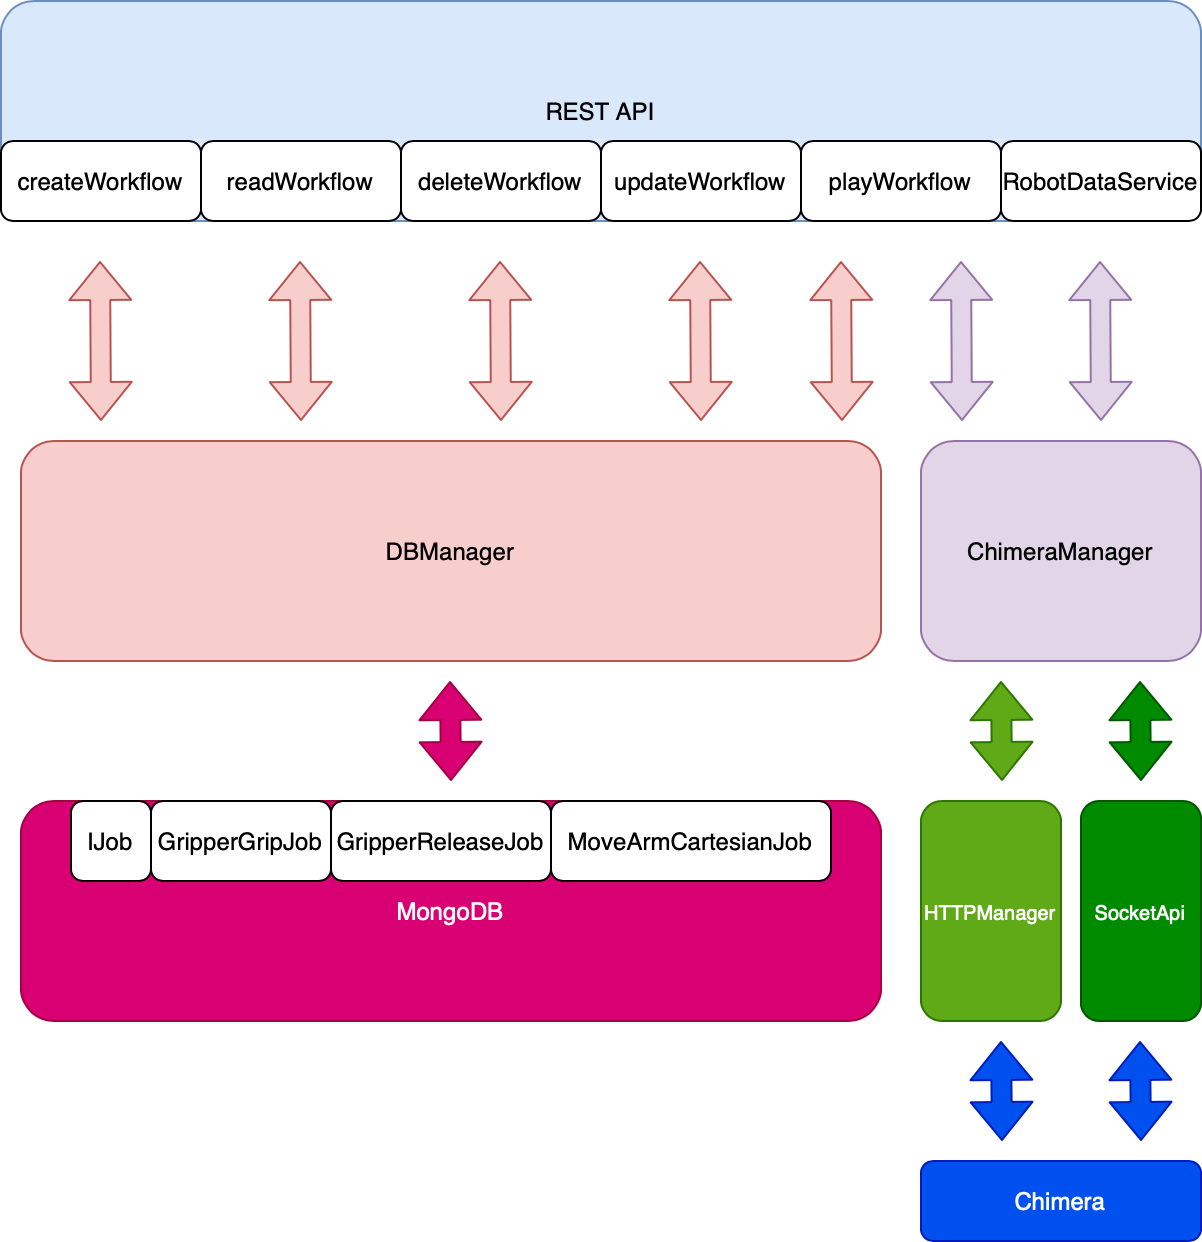 REST API
createWorkflow
readWorkflow
deleteWorkflow
updateWorkflow
playWorkflow
RobotDataService
DBManager
ChimeraManager
IJob
GripperGripJob
GripperReleaseJob
MoveArmCartesianJob
MongoDB
HTTPManager
SocketApi
Chimera